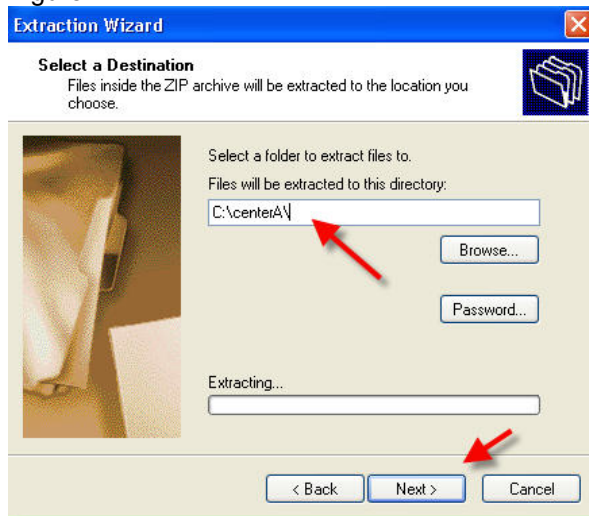 Extraction Wizard
Select a Destination
Files inside the ZIP archive will be extracted to the location you
choose.
Select a folder to extract files to.
Files will be extracted to this directory:
C:\centerA\
Browse...
Password...
Extracting...
< Back Next > Cancel